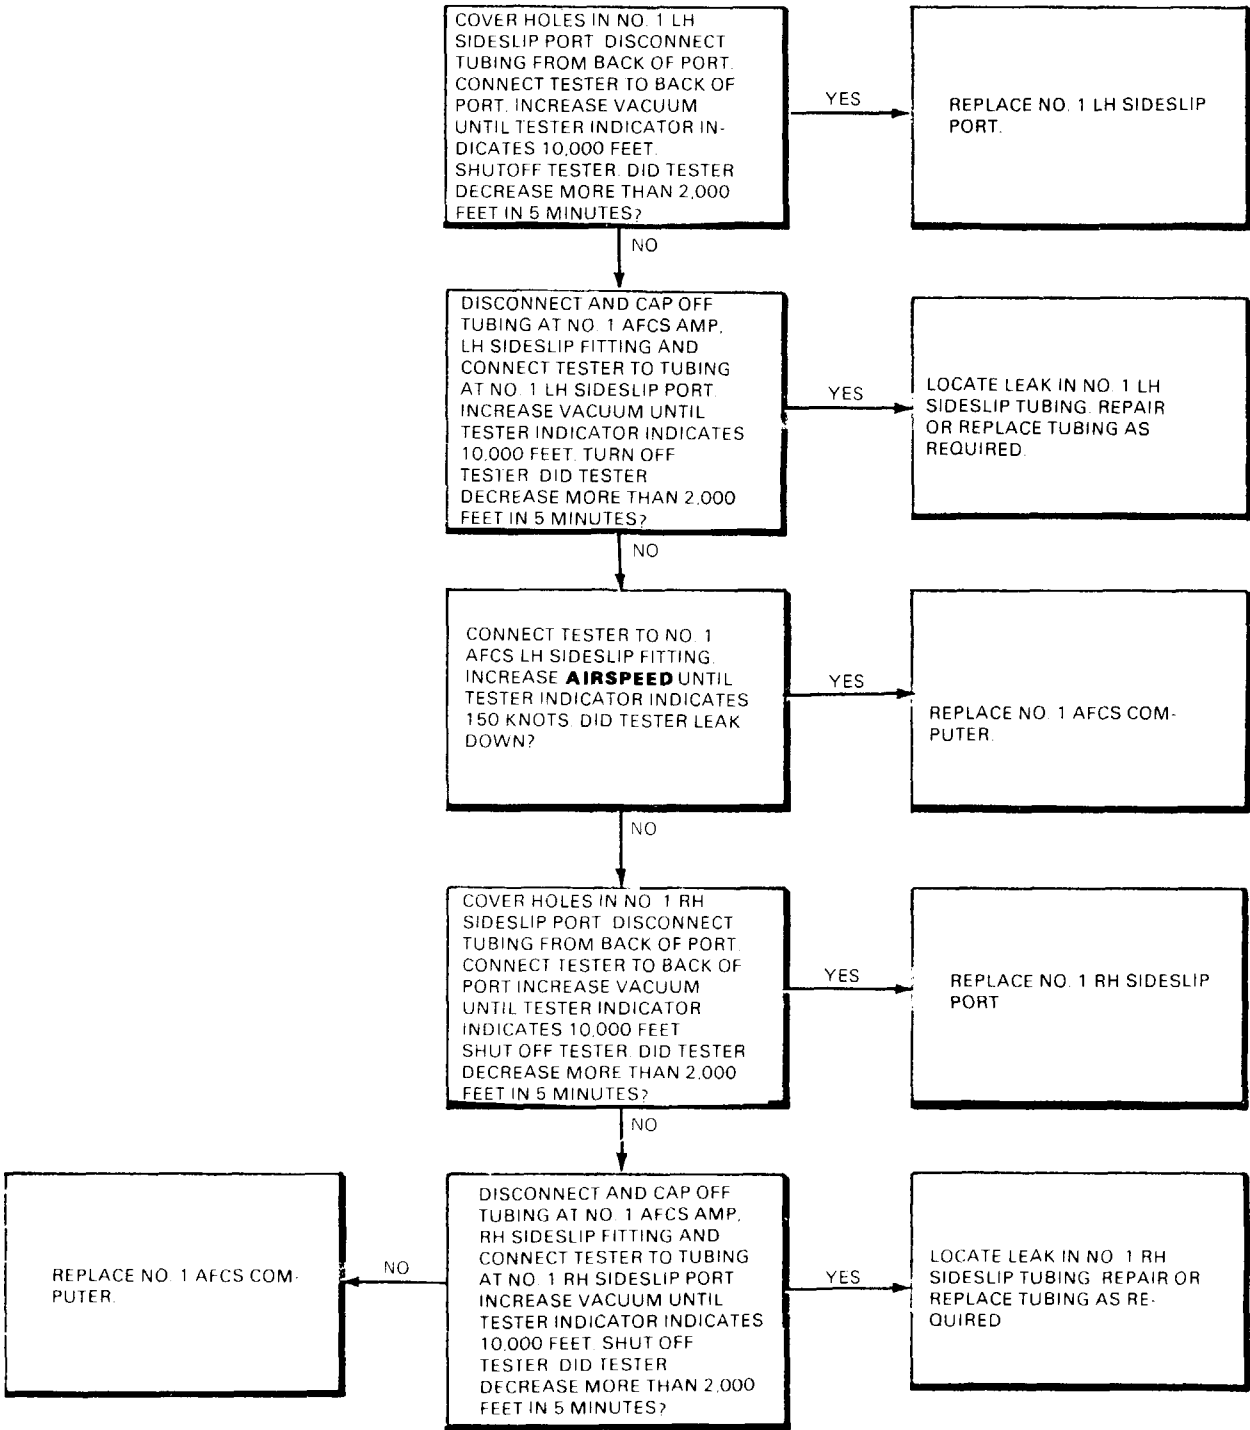 COVER HOLES IN NO. 1 LH
SIDESLIP PORT DISCONNECT
TUBING FROM BACK OF PORT.
CONNECT TESTER TO BACK OF
PORT. INCREASE VACUUM
UNTIL TESTER INDICATOR IN-
DICATES 10,000 FEET.
SHUTOFF TESTER. DID TESTER
DECREASE MORE THAN 2,000
FEET IN 5 MINUTES?
YES
REPLACE NO. 1 LH SIDESLIP
PORT.
NO
DISCONNECT AND CAP OFF
TUBING AT NO. 1 AFCS AMP,
LH SIDESLIP FITTING AND
CONNECT TESTER TO TUBING
AT NO. 1 LH SIDESLIP PORT.
INCREASE VACUUM UNTIL
TESTER INDICATOR INDICATES
10,000 FEET. TURN OFF
TESTER DID TESTER
DECREASE MORE THAN 2,000
FEET IN 5 MINUTES?
YES
LOCATE LEAK IN NO. 1 LH
SIDESLIP TUBING. REPAIR
OR REPLACE TUBING AS
REQUIRED.
NO
CONNECT TESTER TO NO. 1
AFCS LH SIDESLIP FITTING.
INCREASE AIRSPEED UNTIL
TESTER INDICATOR INDICATES
150 KNOTS. DID TESTER LEAK
DOWN?
YES
REPLACE NO. 1 AFCS COM-
PUTER.
NO
COVER HOLES IN NO. 1 RH
SIDESLIP PORT DISCONNECT
TUBING FROM BACK OF PORT.
CONNECT TESTER TO BACK OF
PORT INCREASE VACUUM
UNTIL TESTER INDICATOR
INDICATES 10,000 FEET
SHUT OFF TESTER. DID TESTER
DECREASE MORE THAN 2,000
FEET IN 5 MINUTES?
YES
REPLACE NO. 1 RH SIDESLIP
PORT
NO
DISCONNECT AND CAP OFF
TUBING AT NO. 1 AFCS AMP,
RH SIDESLIP FITTING AND
CONNECT TESTER TO TUBING
AT NO. 1 RH SIDESLIP PORT
INCREASE VACUUM UNTIL
TESTER INDICATOR INDICATES
10,000 FEET. SHUT OFF
TESTER DID TESTER
DECREASE MORE THAN 2,000
FEET IN 5 MINUTES?
NO
REPLACE NO. 1 AFCS COM-
PUTER.
YES
LOCATE LEAK IN NO. 1 RH
SIDESLIP TUBING REPAIR OR
REPLACE TUBING AS RE-
QUIRED